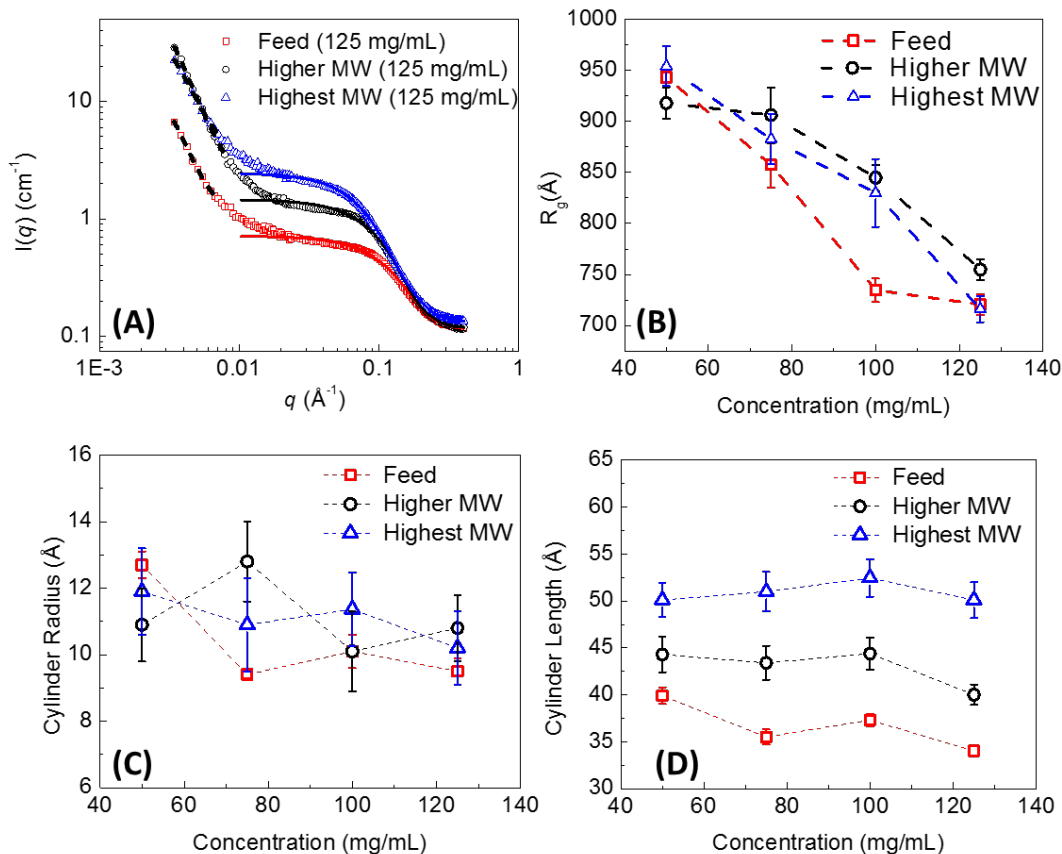 10
1
0.1
I(q) (cm⁻¹)
Feed (125 mg/mL)
Higher MW (125 mg/mL)
Highest MW (125 mg/mL)
(A)
1E-3 0.01 0.1 1
q (Å⁻¹)
1000
950
900
850
800
750
700
Rg(Å)
Feed
Higher MW
Highest MW
(B)
40 60 80 100 120 140
Concentration (mg/mL)
16
14
12
10
8
6
Cylinder Radius (Å)
Feed
Higher MW
Highest MW
(C)
40 60 80 100 120 140
Concentration (mg/mL)
65
60
55
50
45
40
35
30
Cylinder Length (Å)
Feed
Higher MW
Highest MW
(D)
40 60 80 100 120 140
Concentration (mg/mL)